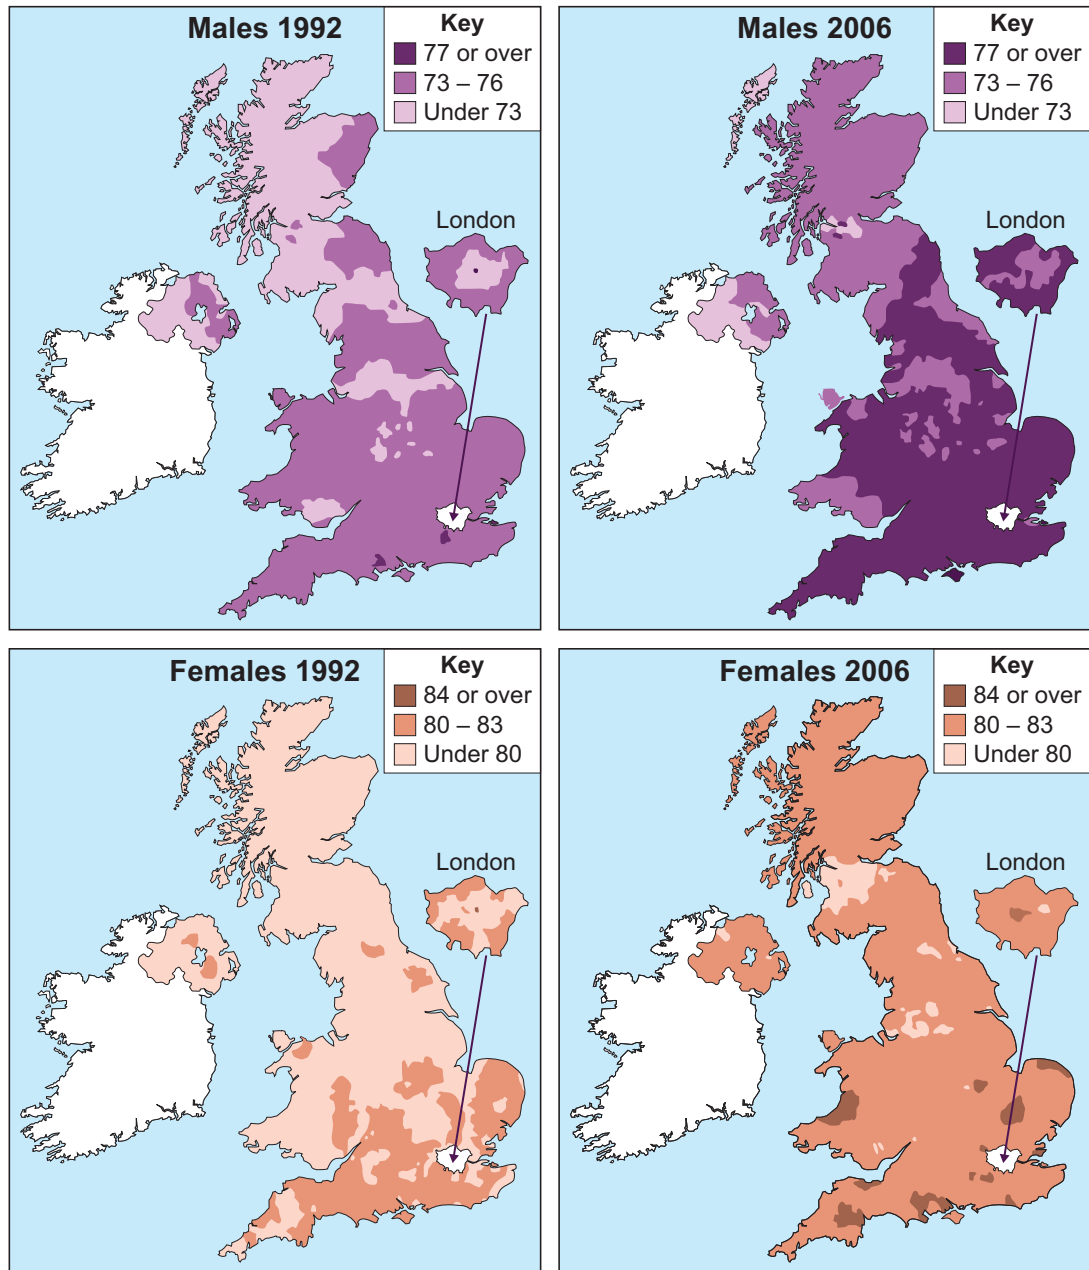 Males 1992
Key
77 or over
73 – 76
Under 73
London
Males 2006
Key
77 or over
73 – 76
Under 73
London
Females 1992
Key
84 or over
80 – 83
Under 80
London
Females 2006
Key
84 or over
80 – 83
Under 80
London